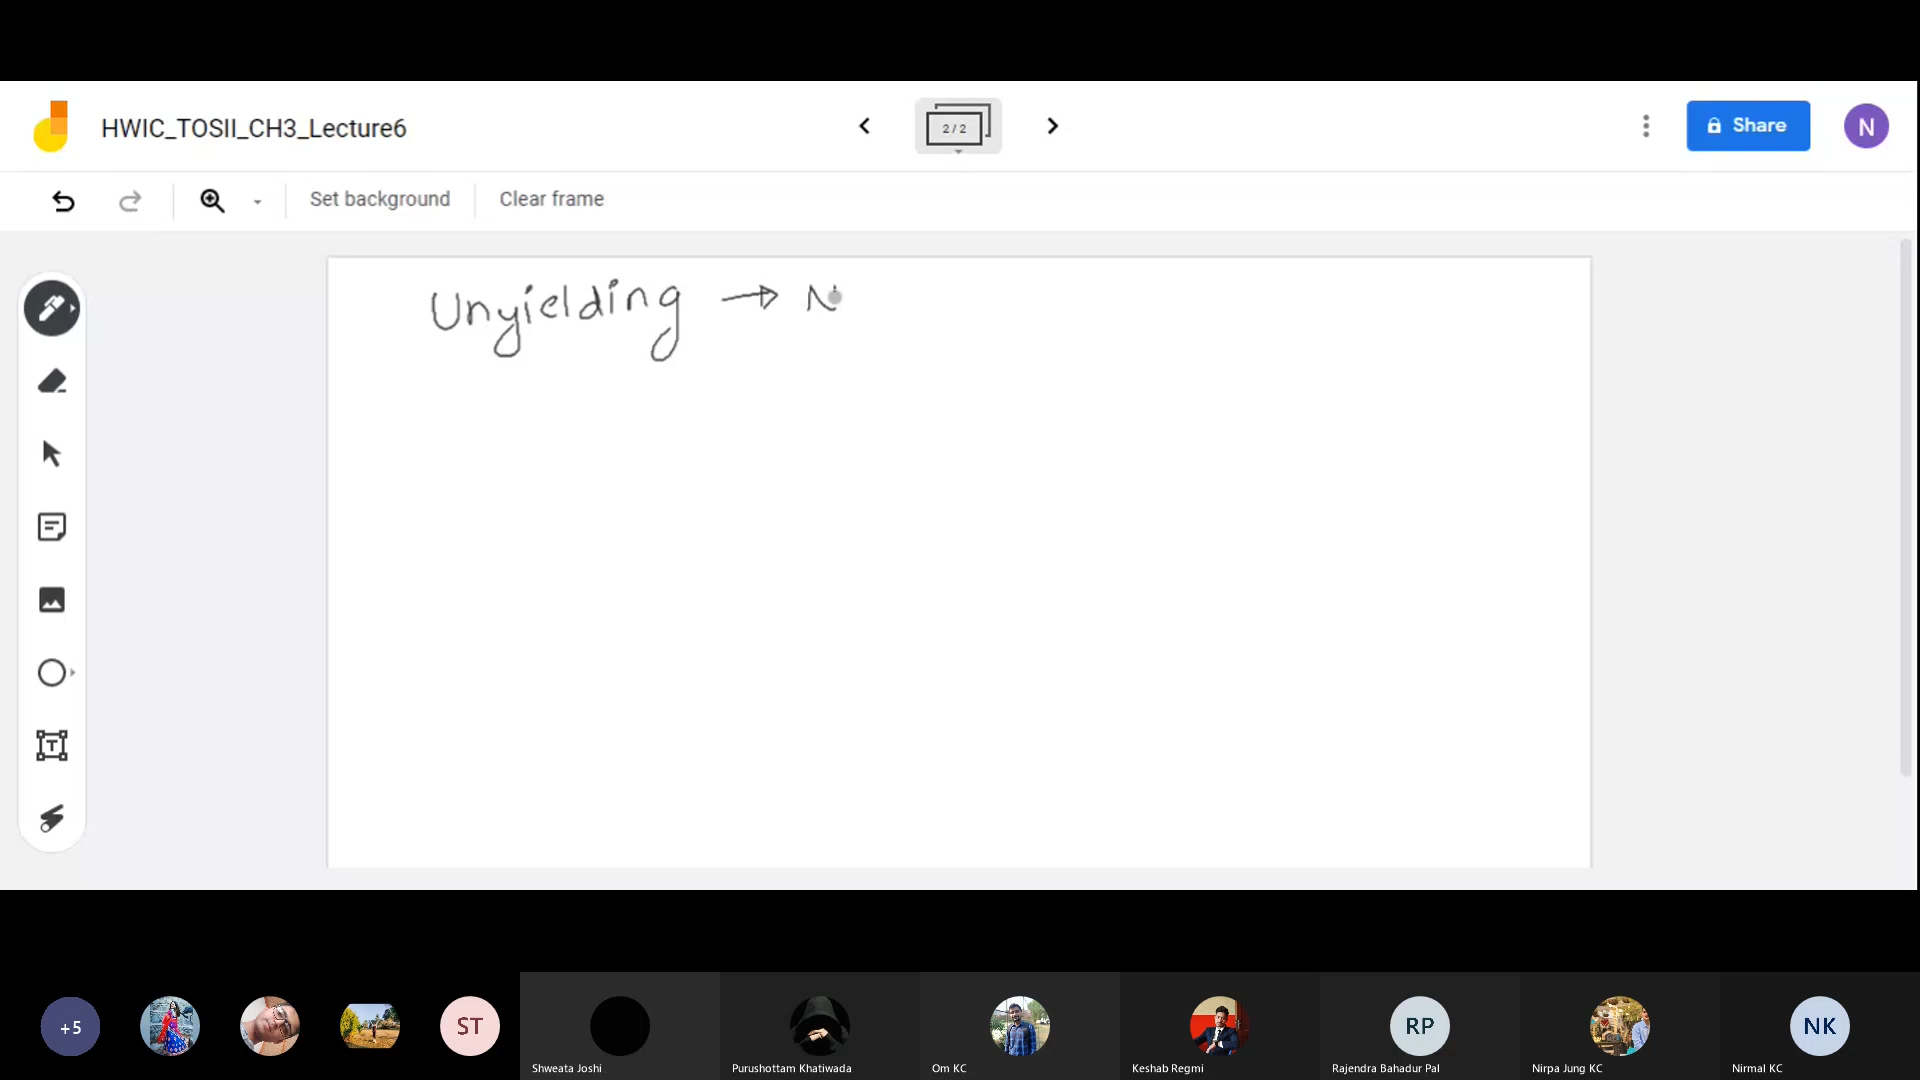 HWIC_TOSII_CH3_Lecture6
2 / 2
Share
N
Set background
Clear frame
Unyielding → N
T
+5
ST
RP
NK
Shweata Joshi
Purushottam Khatiwada
Om KC
Keshab Regmi
Rajendra Bahadur Pal
Nirpa Jung KC
Nirmal KC